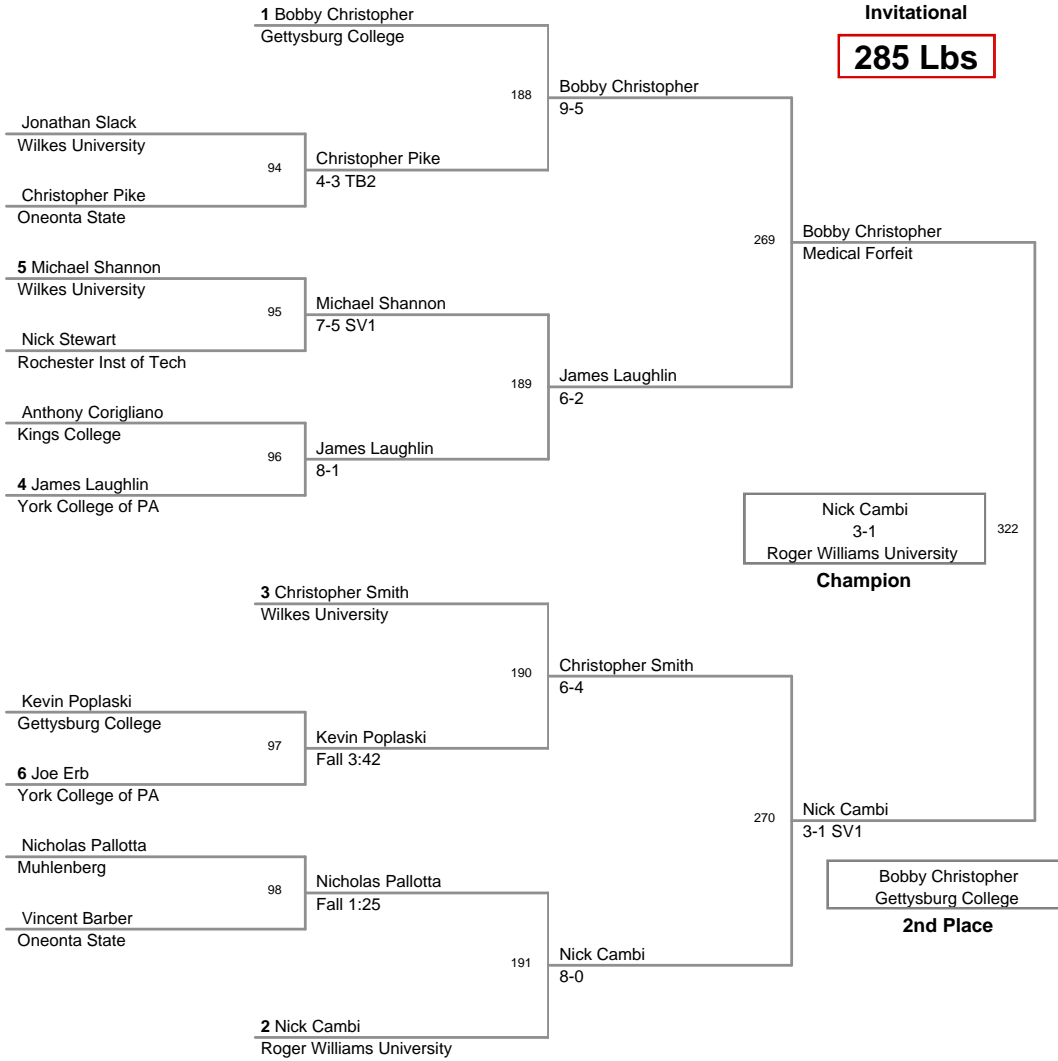 1 Bobby Christopher
Gettysburg College
Invitational
285 Lbs
188
Bobby Christopher
9-5
Jonathan Slack
Wilkes University
94
Christopher Pike
4-3 TB2
Christopher Pike
Oneonta State
269
Bobby Christopher
Medical Forfeit
5 Michael Shannon
Wilkes University
95
Michael Shannon
7-5 SV1
Nick Stewart
Rochester Inst of Tech
189
James Laughlin
6-2
Anthony Corigliano
Kings College
96
James Laughlin
8-1
4 James Laughlin
York College of PA
Nick Cambi
3-1
Roger Williams University
322
Champion
3 Christopher Smith
Wilkes University
190
Christopher Smith
6-4
Kevin Poplaski
Gettysburg College
97
Kevin Poplaski
Fall 3:42
6 Joe Erb
York College of PA
270
Nick Cambi
3-1 SV1
Nicholas Pallotta
Muhlenberg
98
Nicholas Pallotta
Fall 1:25
Bobby Christopher
Gettysburg College
2nd Place
Vincent Barber
Oneonta State
191
Nick Cambi
8-0
2 Nick Cambi
Roger Williams University